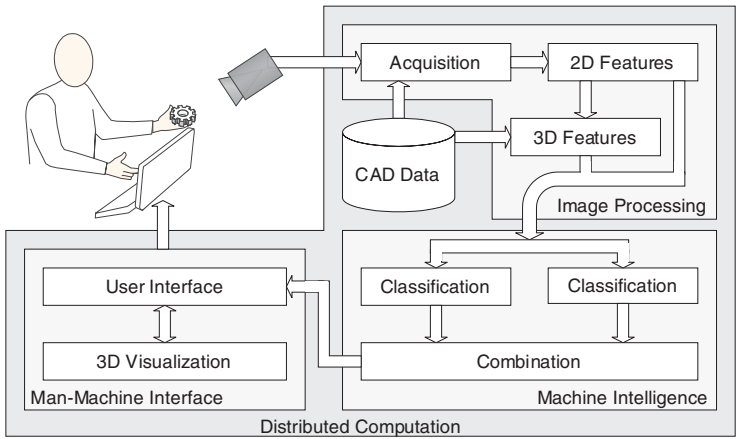 Acquisition
2D Features
3D Features
CAD Data
Image Processing
User Interface
Classification
Classification
3D Visualization
Combination
Man-Machine Interface
Machine Intelligence
Distributed Computation